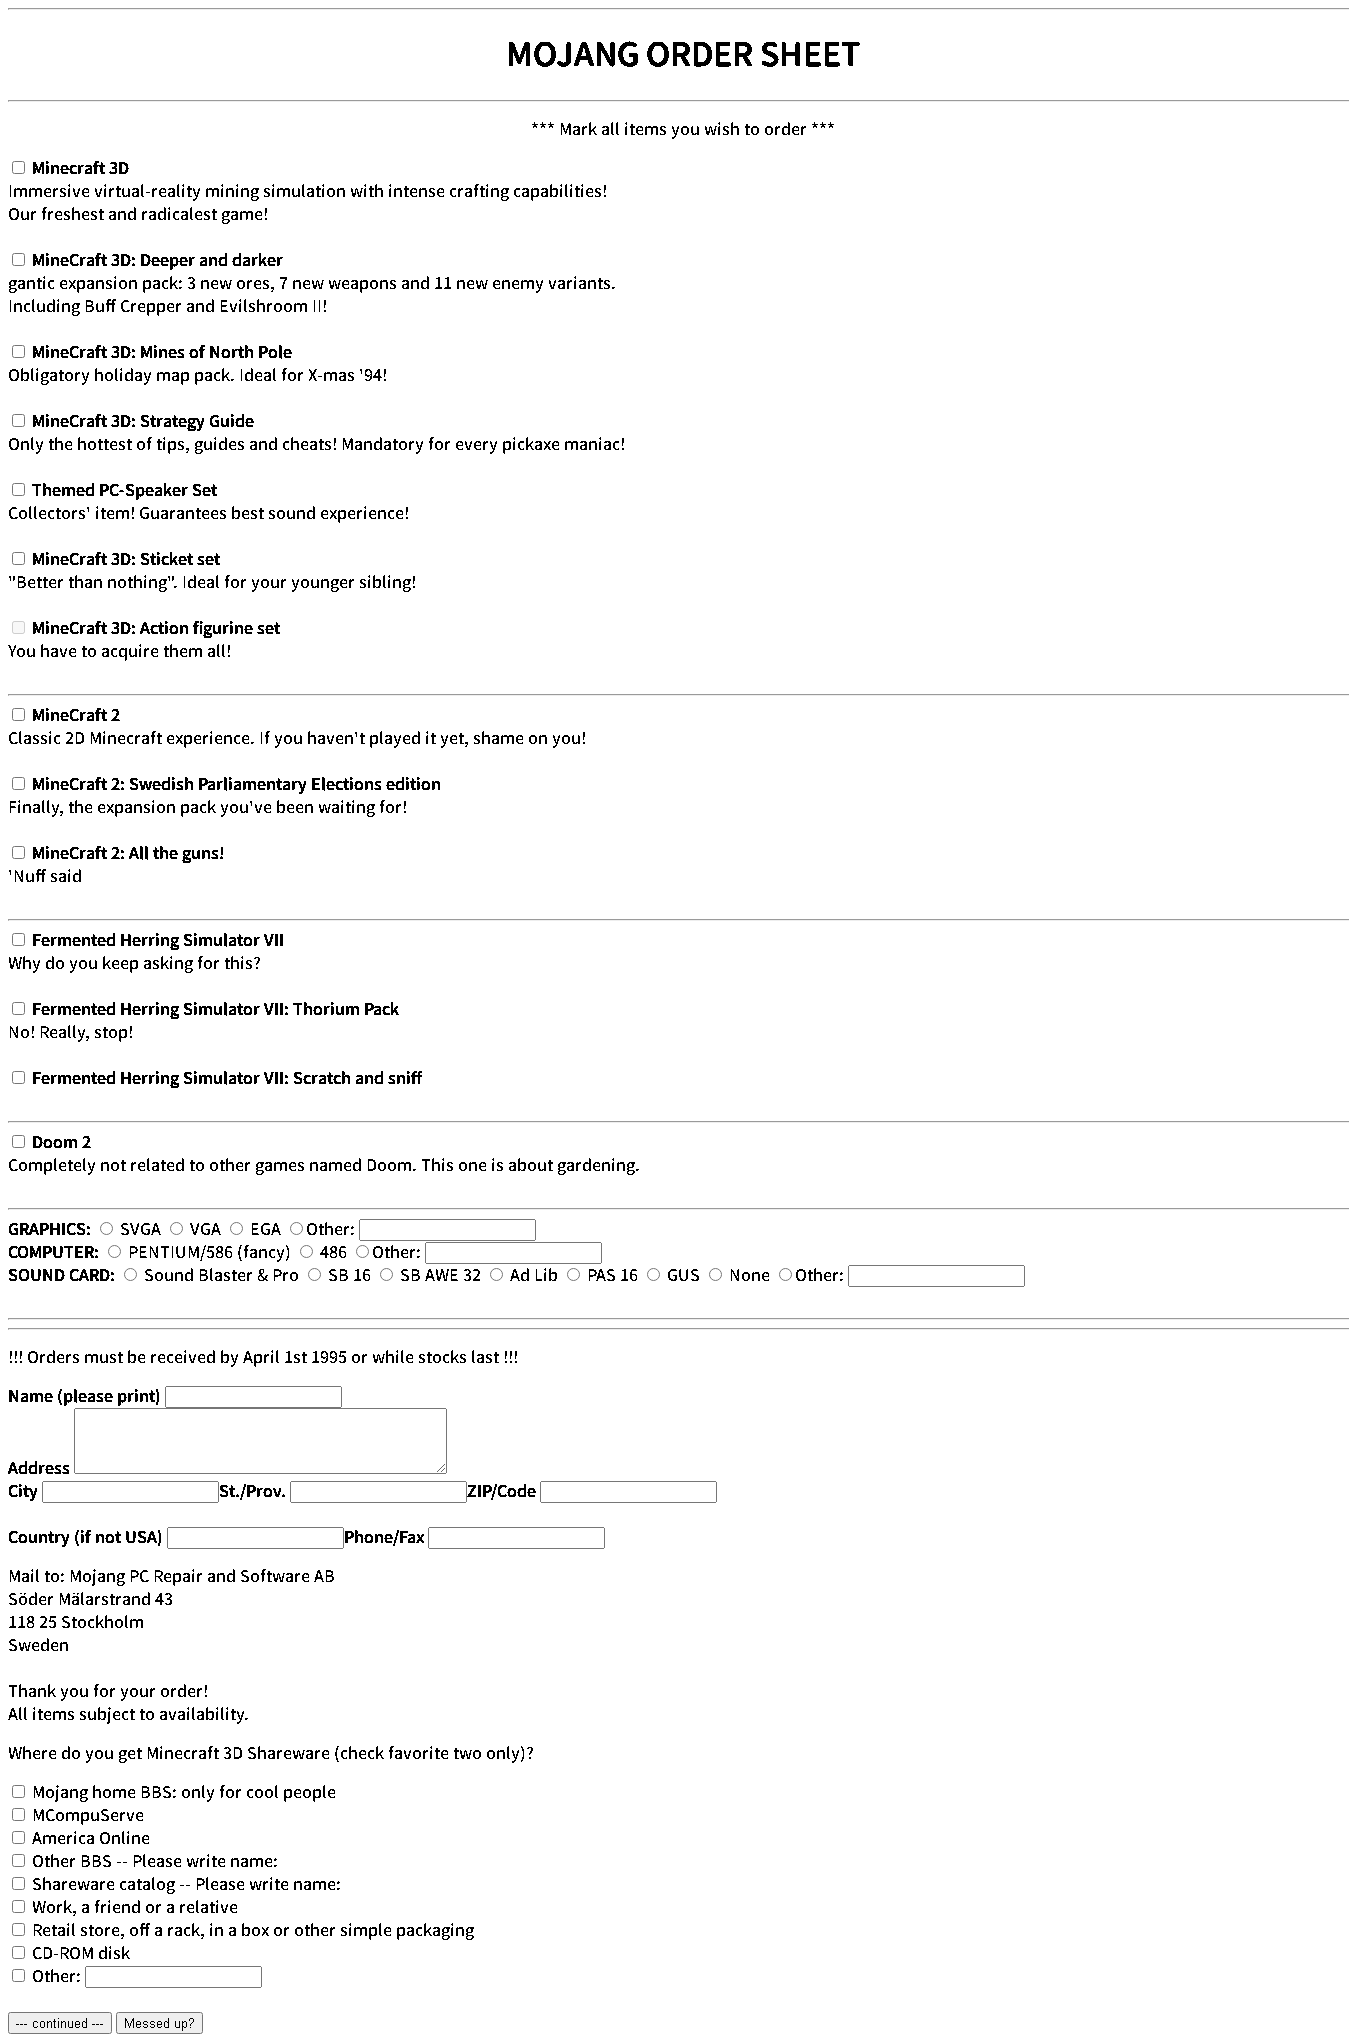 MOJANG ORDER SHEET
*** Mark all items you wish to order ***
Minecraft 3D
Immersive virtual-reality mining simulation with intense crafting capabilities!
Our freshest and radicalest game!
MineCraft 3D: Deeper and darker
gantic expansion pack: 3 new ores, 7 new weapons and 11 new enemy variants.
Including Buff Crepper and Evilshroom II!
MineCraft 3D: Mines of North Pole
Obligatory holiday map pack. Ideal for X-mas '94!
MineCraft 3D: Strategy Guide
Only the hottest of tips, guides and cheats! Mandatory for every pickaxe maniac!
Themed PC-Speaker Set
Collectors' item! Guarantees best sound experience!
MineCraft 3D: Sticket set
"Better than nothing". Ideal for your younger sibling!
MineCraft 3D: Action figurine set
You have to acquire them all!
MineCraft 2
Classic 2D Minecraft experience. If you haven't played it yet, shame on you!
MineCraft 2: Swedish Parliamentary Elections edition
Finally, the expansion pack you've been waiting for!
MineCraft 2: All the guns!
'Nuff said
Fermented Herring Simulator VII
Why do you keep asking for this?
Fermented Herring Simulator VII: Thorium Pack
No! Really, stop!
Fermented Herring Simulator VII: Scratch and sniff
Doom 2
Completely not related to other games named Doom. This one is about gardening.
GRAPHICS: SVGA VGA EGA Other:
COMPUTER: PENTIUM/586 (fancy) 486 Other:
SOUND CARD: Sound Blaster & Pro SB 16 SB AWE 32 Ad Lib PAS 16 GUS None Other:
!!! Orders must be received by April 1st 1995 or while stocks last !!!
Name (please print)
Address
City St./Prov. ZIP/Code
Country (if not USA) Phone/Fax
Mail to: Mojang PC Repair and Software AB
Söder Mälarstrand 43
118 25 Stockholm
Sweden
Thank you for your order!
All items subject to availability.
Where do you get Minecraft 3D Shareware (check favorite two only)?
Mojang home BBS: only for cool people
MCompuServe
America Online
Other BBS -- Please write name:
Shareware catalog -- Please write name:
Work, a friend or a relative
Retail store, off a rack, in a box or other simple packaging
CD-ROM disk
Other:
--- continued --- Messed up?